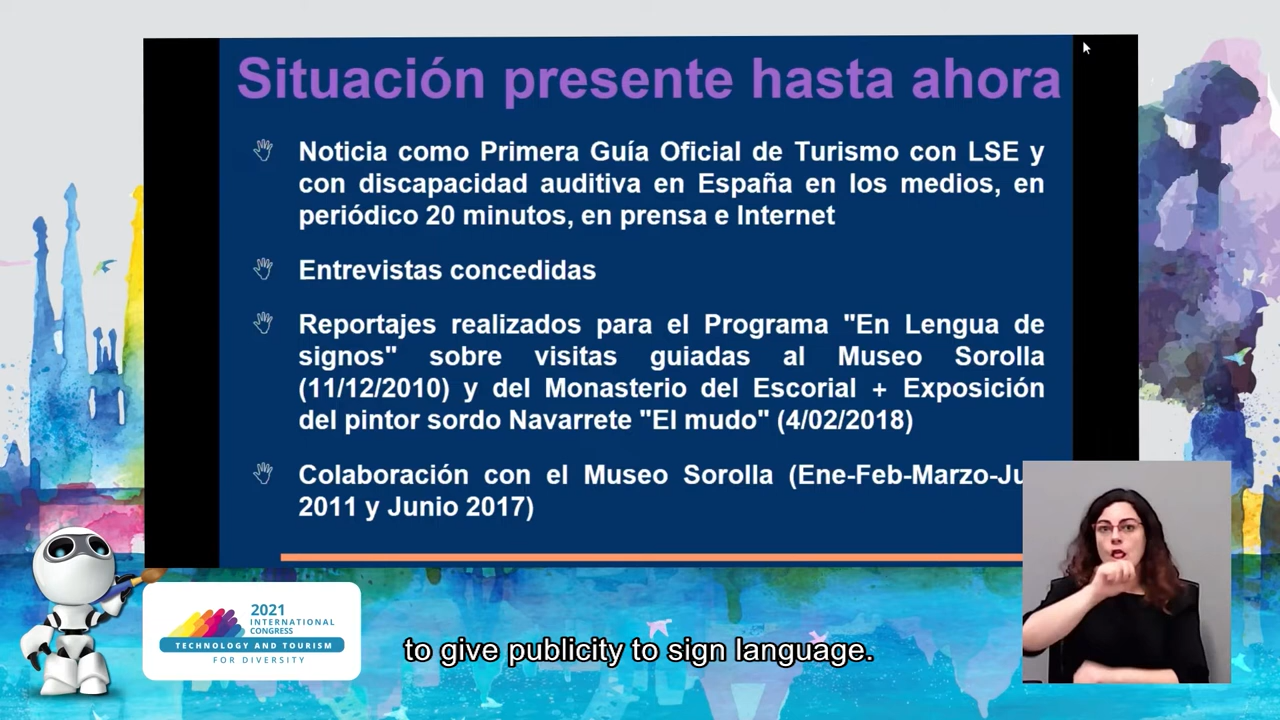 Situación presente hasta ahora
Noticia como Primera Guía Oficial de Turismo con LSE y
con discapacidad auditiva en España en los medios, en
periódico 20 minutos, en prensa e Internet
Entrevistas concedidas
Reportajes realizados para el Programa "En Lengua de
signos" sobre visitas guiadas al Museo Sorolla
(11/12/2010) y del Monasterio del Escorial + Exposición
del pintor sordo Navarrete "El mudo" (4/02/2018)
Colaboración con el Museo Sorolla (Ene-Feb-Marzo-Ju
2011 y Junio 2017)
2021
INTERNATIONAL
CONGRESS
TECHNOLOGY AND TOURISM
FOR DIVERSITY
to give publicity to sign language.